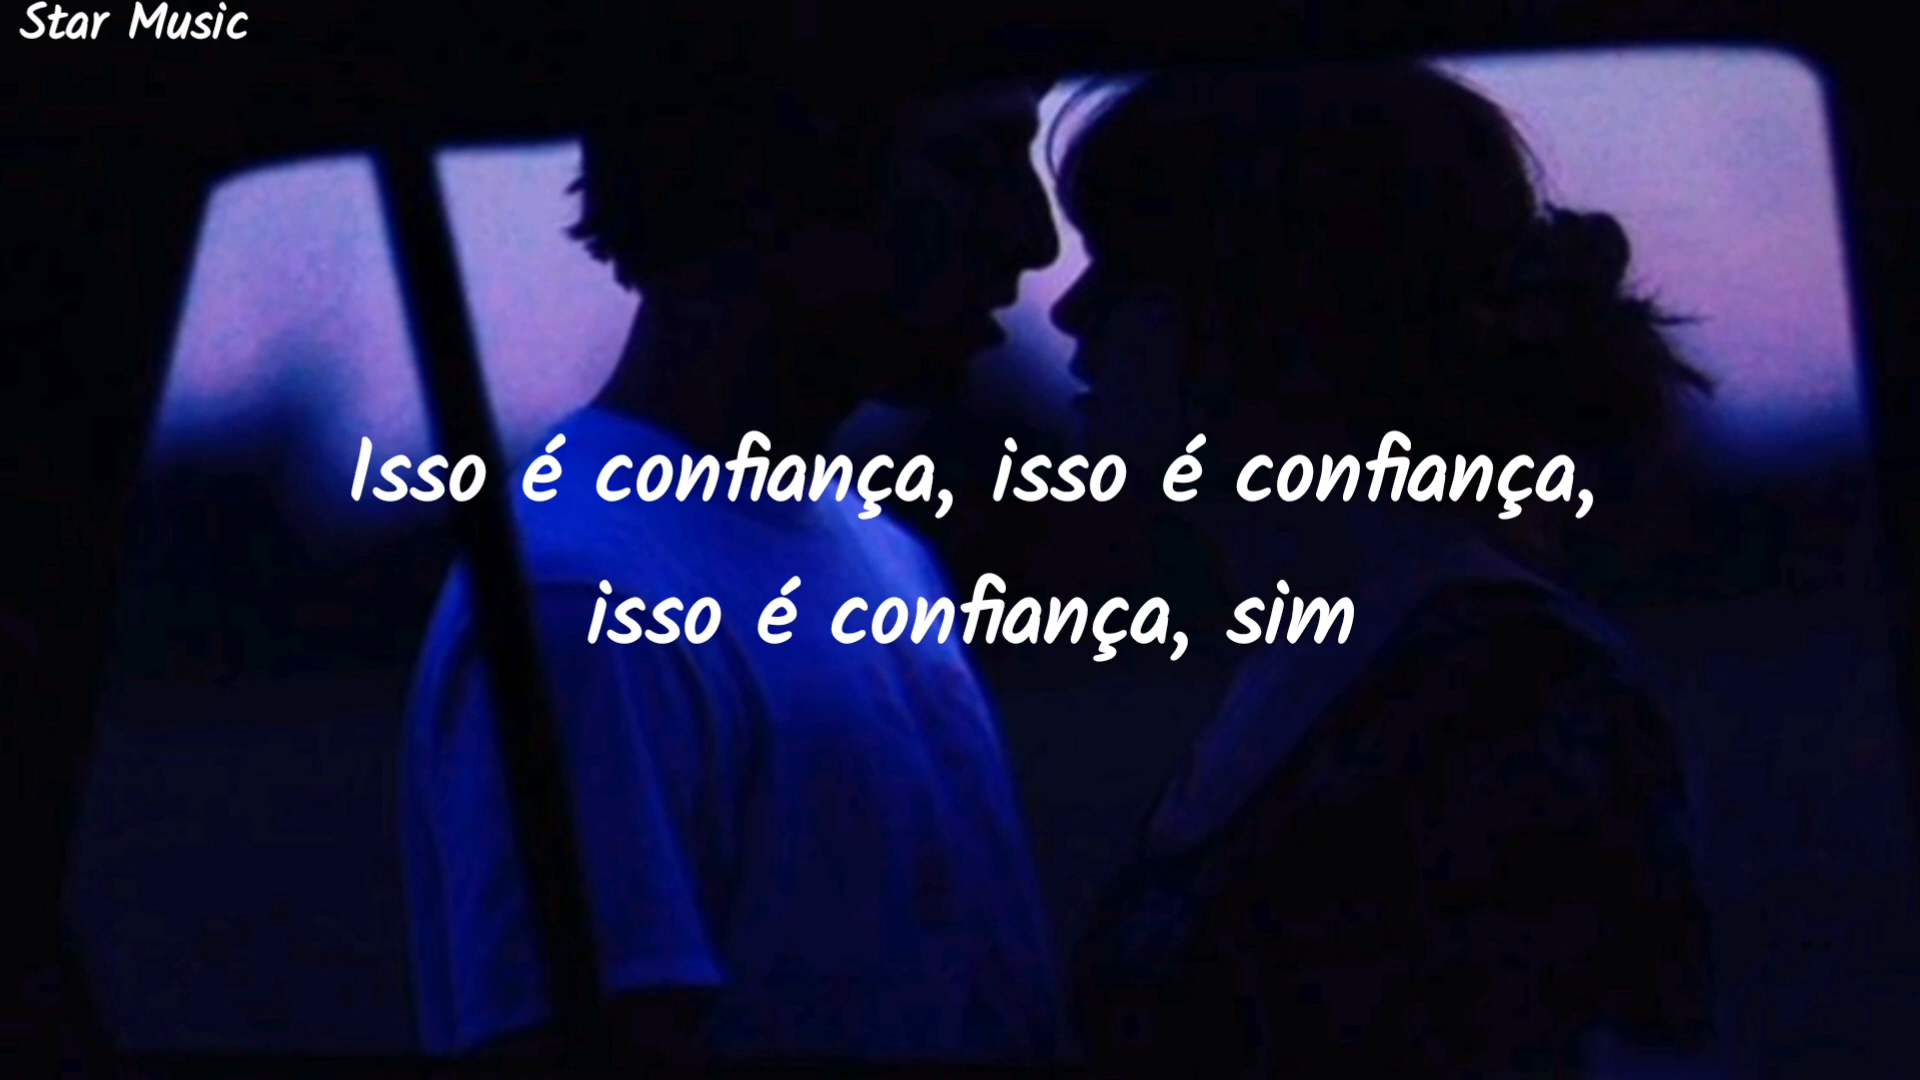 Star Music
Isso é confiança, isso é confiança,
isso é confiança, sim